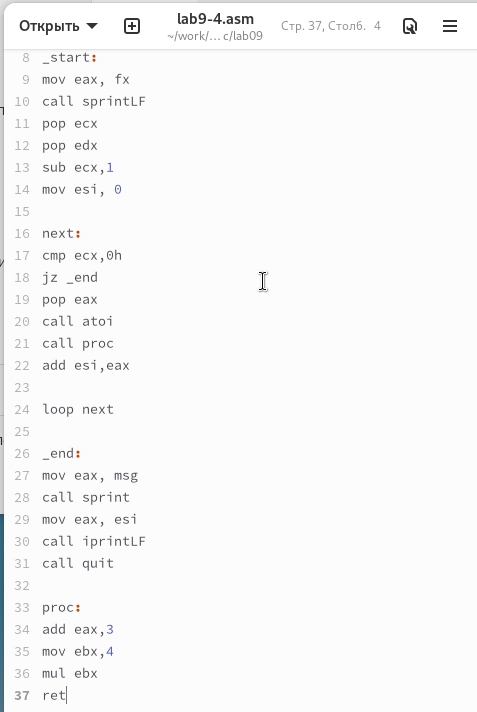 Открыть
lab9-4.asm
~/work/… c/lab09
Стр. 37, Столб. 4
8 _start:
9 mov eax, fx
10 call sprintLF
11 pop ecx
12 pop edx
13 sub ecx,1
14 mov esi, 0
15
16 next:
17 cmp ecx,0h
18 jz _end
19 pop eax
20 call atoi
21 call proc
22 add esi,eax
23
24 loop next
25
26 _end:
27 mov eax, msg
28 call sprint
29 mov eax, esi
30 call iprintLF
31 call quit
32
33 proc:
34 add eax,3
35 mov ebx,4
36 mul ebx
37 ret